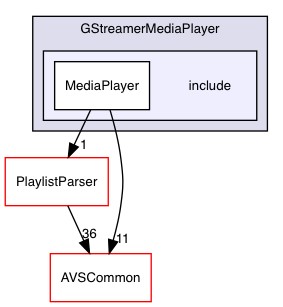 GStreamerMediaPlayer
MediaPlayer
include
1
PlaylistParser
36
11
AVSCommon